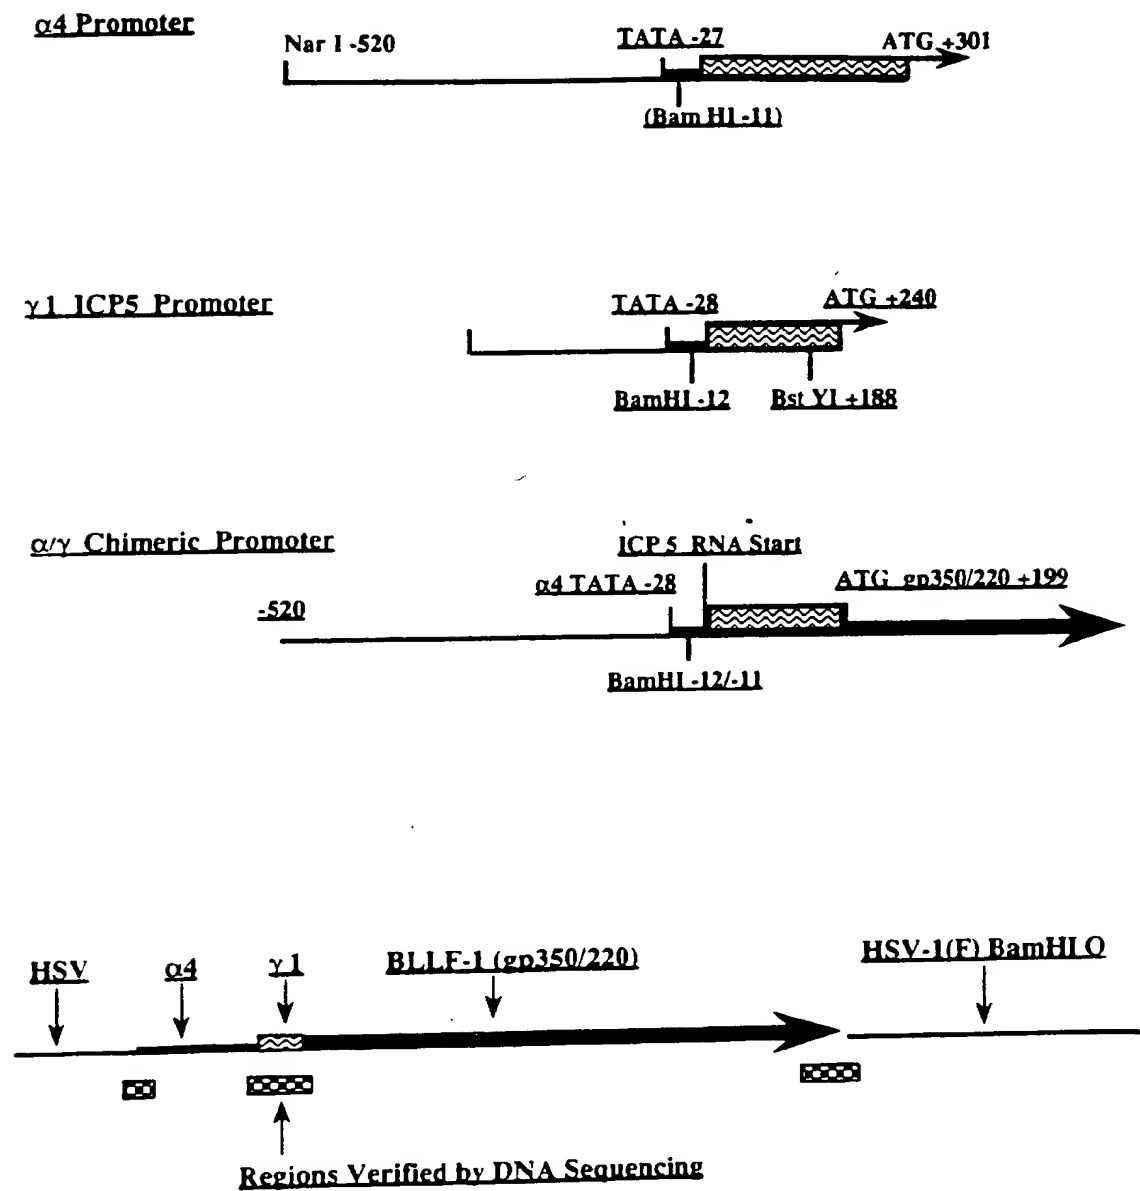 α4 Promoter
Nar I -520
TATA -27
ATG +301
(Bam HI -11)
γ1 ICP5 Promoter
TATA -28
ATG +240
BamHI -12
Bst YI +188
α/γ Chimeric Promoter
ICP5 RNA Start
α4 TATA -28
ATG gp350/220 +199
-520
BamHI -12/-11
HSV
α4
γ1
BLLF-1 (gp350/220)
HSV-1(F) BamHI Q
Regions Verified by DNA Sequencing